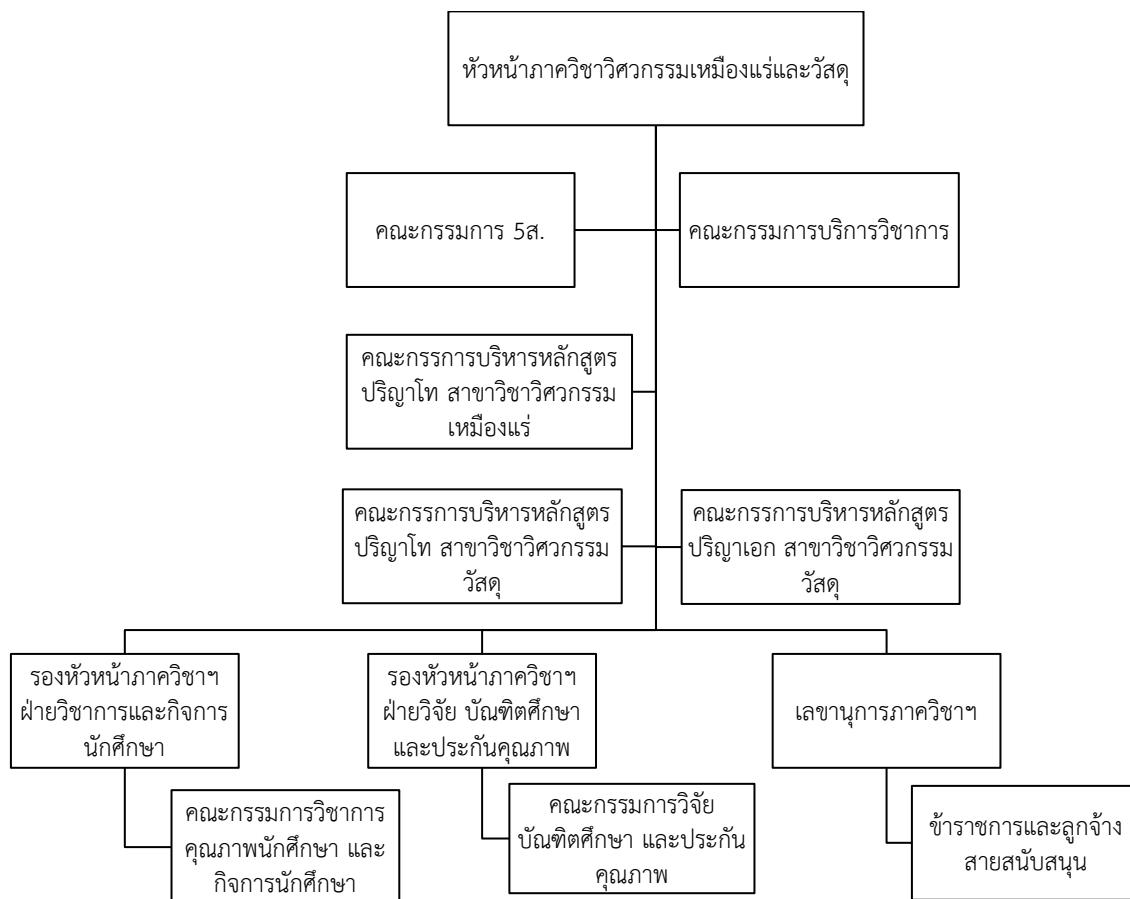 หัวหน้าภาควิชาวิศวกรรมเหมืองแร่และวัสดุ
คณะกรรมการ 5ส.
คณะกรรมการบริการวิชาการ
คณะกรรการบริหารหลักสูตร
ปริญาโท สาขาวิชาวิศวกรรม
เหมืองแร่
คณะกรรการบริหารหลักสูตร
ปริญาโท สาขาวิชาวิศวกรรม
วัสดุ
คณะกรรการบริหารหลักสูตร
ปริญาเอก สาขาวิชาวิศวกรรม
วัสดุ
รองหัวหน้าภาควิชาฯ
ฝ่ายวิชาการและกิจการ
นักศึกษา
รองหัวหน้าภาควิชาฯ
ฝ่ายวิจัย บัณฑิตศึกษา
และประกันคุณภาพ
เลขานุการภาควิชาฯ
คณะกรรมการวิชาการ
คุณภาพนักศึกษา และ
กิจการนักศึกษา
คณะกรรมการวิจัย
บัณฑิตศึกษา และประกัน
คุณภาพ
ข้าราชการและลูกจ้าง
สายสนับสนุน